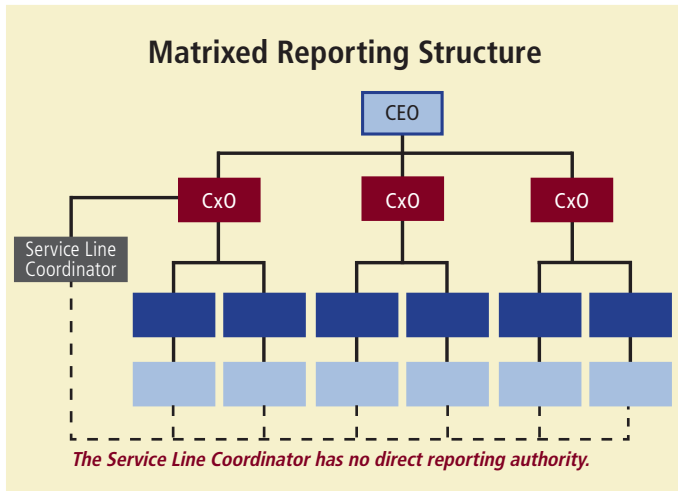 Matrixed Reporting Structure
CEO
CxO
CxO
CxO
Service Line
Coordinator
The Service Line Coordinator has no direct reporting authority.